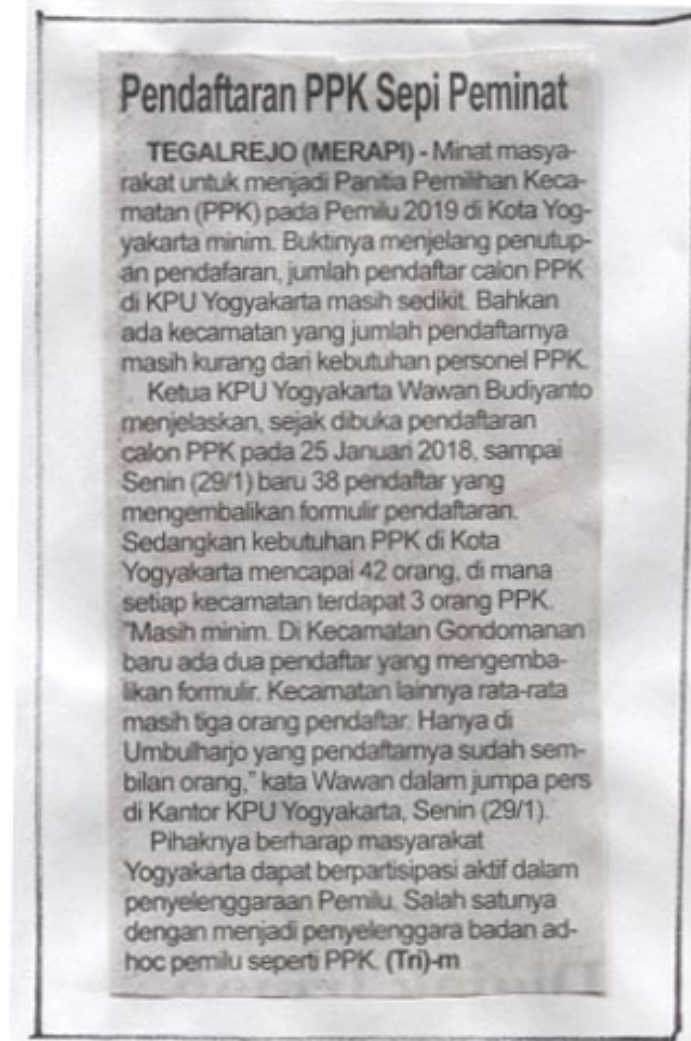 Pendaftaran PPK Sepi Peminat
TEGALREJO (MERAPI) - Minat masya-
rakat untuk menjadi Panitia Pemilihan Keca-
matan (PPK) pada Pemilu 2019 di Kota Yog-
yakarta minim. Buktinya menjelang penutup-
an pendafaran, jumlah pendaftar calon PPK
di KPU Yogyakarta masih sedikit. Bahkan
ada kecamatan yang jumlah pendaftarnya
masih kurang dari kebutuhan personel PPK.
Ketua KPU Yogyakarta Wawan Budiyanto
menjelaskan, sejak dibuka pendaftaran
calon PPK pada 25 Januari 2018, sampai
Senin (29/1) baru 38 pendaftar yang
mengembalikan formulir pendaftaran.
Sedangkan kebutuhan PPK di Kota
Yogyakarta mencapai 42 orang, di mana
setiap kecamatan terdapat 3 orang PPK.
"Masih minim. Di Kecamatan Gondomanan
baru ada dua pendaftar yang mengemba-
likan formulir. Kecamatan lainnya rata-rata
masih tiga orang pendaftar. Hanya di
Umbulharjo yang pendaftarnya sudah sem-
bilan orang," kata Wawan dalam jumpa pers
di Kantor KPU Yogyakarta, Senin (29/1).
Pihaknya berharap masyarakat
Yogyakarta dapat berpartisipasi aktif dalam
penyelenggaraan Pemilu. Salah satunya
dengan menjadi penyelenggara badan ad-
hoc pemilu seperti PPK. (Tri)-m